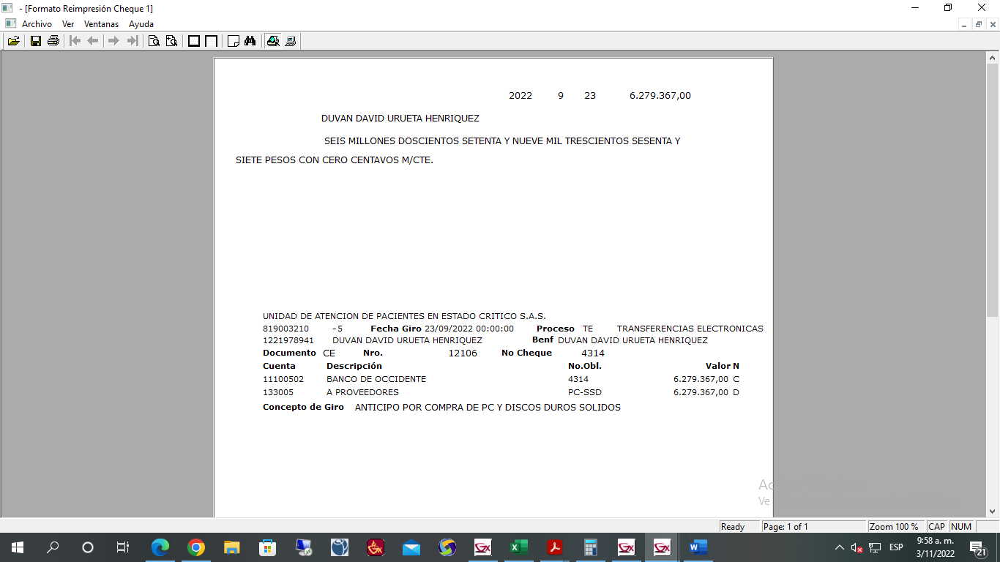 - [Formato Reimpresión Cheque 1]
Archivo Ver Ventanas Ayuda
2022 9 23 6.279.367,00
DUVAN DAVID URUETA HENRIQUEZ
SEIS MILLONES DOSCIENTOS SETENTA Y NUEVE MIL TRESCIENTOS SESENTA Y
SIETE PESOS CON CERO CENTAVOS M/CTE.
UNIDAD DE ATENCION DE PACIENTES EN ESTADO CRITICO S.A.S.
819003210 -5 Fecha Giro 23/09/2022 00:00:00 Proceso TE TRANSFERENCIAS ELECTRONICAS
1221978941 DUVAN DAVID URUETA HENRIQUEZ Benf DUVAN DAVID URUETA HENRIQUEZ
Documento CE Nro. 12106 No Cheque 4314
Cuenta Descripción No.Obl. Valor N
11100502 BANCO DE OCCIDENTE 4314 6.279.367,00 C
133005 A PROVEEDORES PC-SSD 6.279.367,00 D
Concepto de Giro ANTICIPO POR COMPRA DE PC Y DISCOS DUROS SOLIDOS
Ready Page: 1 of 1 Zoom 100 % CAP NUM
ESP 9:58 a. m.
3/11/2022
21